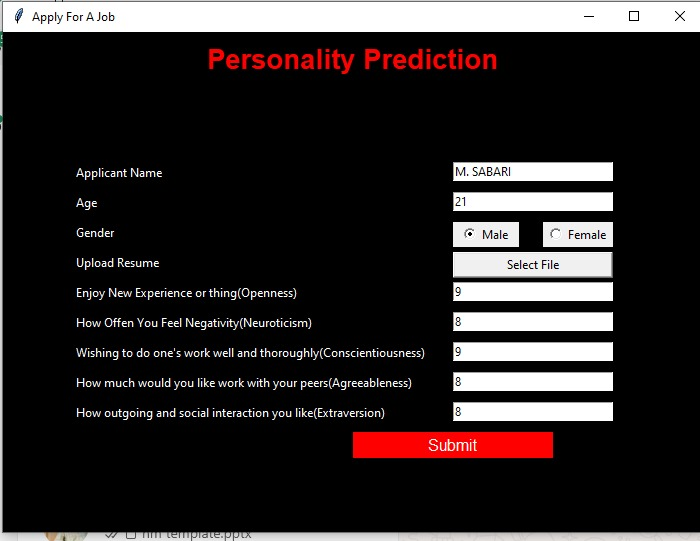 Apply For A Job
Personality Prediction
Applicant Name M. SABARI
Age 21
Gender Male Female
Upload Resume Select File
Enjoy New Experience or thing(Openness) 9
How Offen You Feel Negativity(Neuroticism) 8
Wishing to do one's work well and thoroughly(Conscientiousness) 9
How much would you like work with your peers(Agreeableness) 8
How outgoing and social interaction you like(Extraversion) 8
Submit
template.pptx